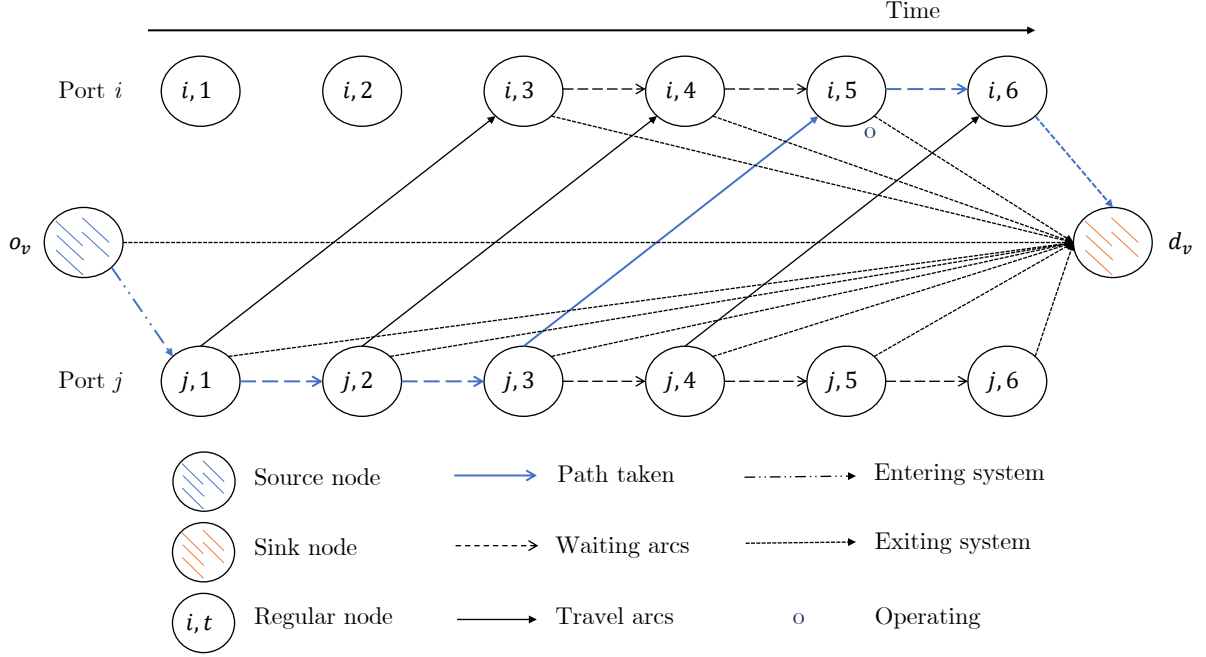 Time
Port i
i, 1
i, 2
i, 3
i, 4
i, 5
i, 6
o
o_v
d_v
Port j
j, 1
j, 2
j, 3
j, 4
j, 5
j, 6
Source node
Path taken
Entering system
Sink node
Waiting arcs
Exiting system
i, t
Regular node
Travel arcs
o
Operating